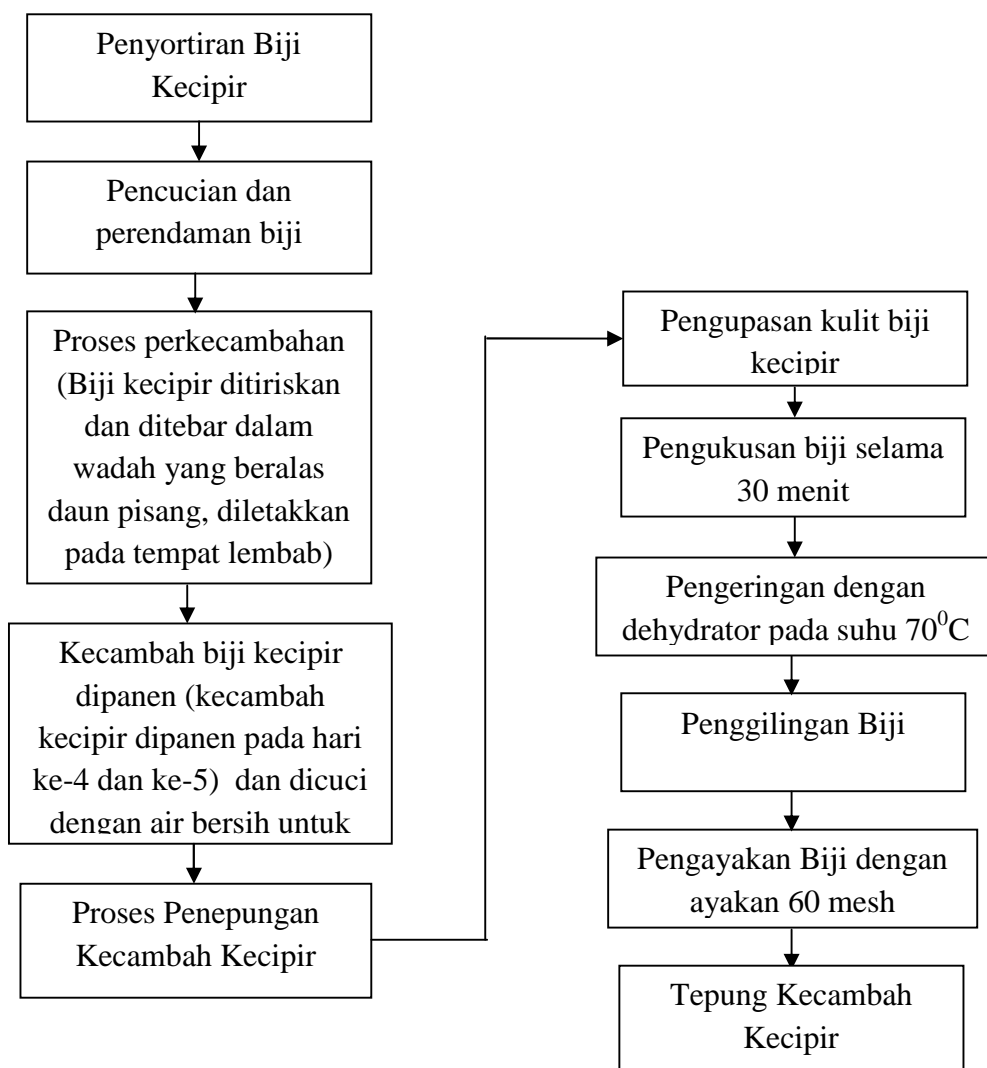 Penyortiran Biji
Kecipir
Pencucian dan
perendaman biji
Proses perkecambahan
(Biji kecipir ditiriskan
dan ditebar dalam
wadah yang beralas
daun pisang, diletakkan
pada tempat lembab)
Kecambah biji kecipir
dipanen (kecambah
kecipir dipanen pada hari
ke-4 dan ke-5) dan dicuci
dengan air bersih untuk
Proses Penepungan
Kecambah Kecipir
Pengupasan kulit biji
kecipir
Pengukusan biji selama
30 menit
Pengeringan dengan
dehydrator pada suhu 70⁰C
Penggilingan Biji
Pengayakan Biji dengan
ayakan 60 mesh
Tepung Kecambah
Kecipir